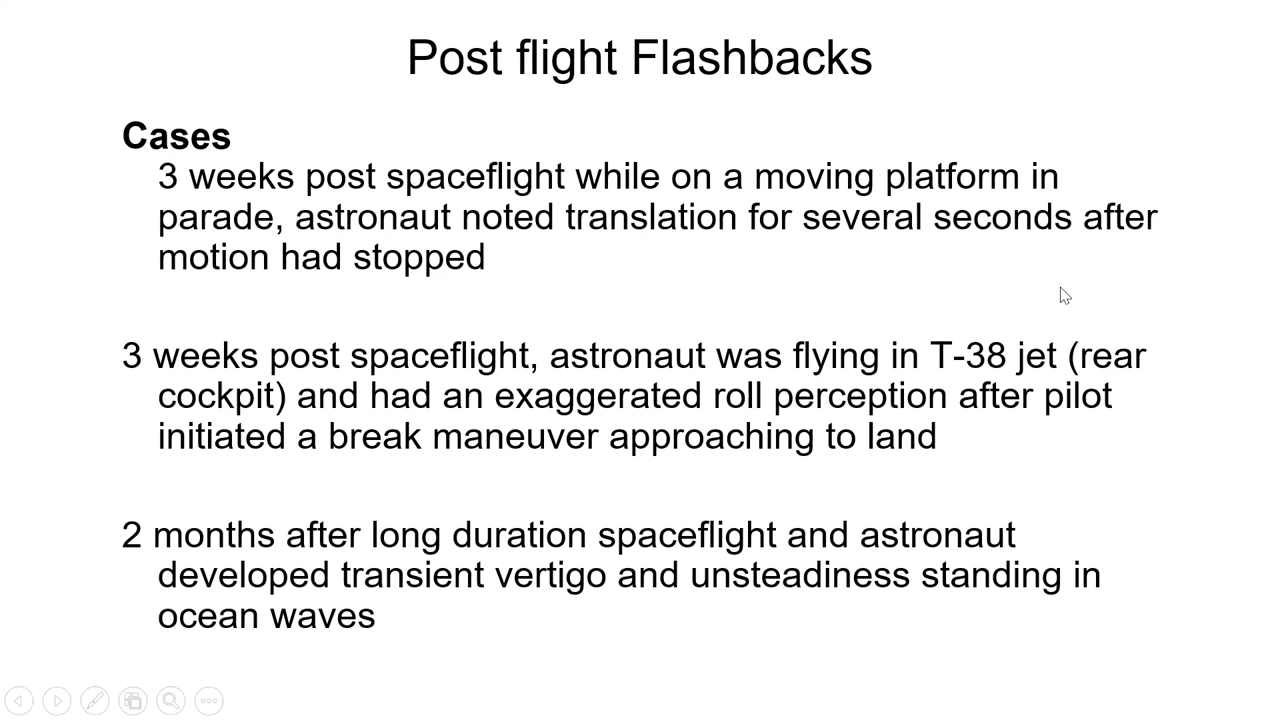 Post flight Flashbacks
Cases
3 weeks post spaceflight while on a moving platform in
parade, astronaut noted translation for several seconds after
motion had stopped
3 weeks post spaceflight, astronaut was flying in T-38 jet (rear
cockpit) and had an exaggerated roll perception after pilot
initiated a break maneuver approaching to land
2 months after long duration spaceflight and astronaut
developed transient vertigo and unsteadiness standing in
ocean waves